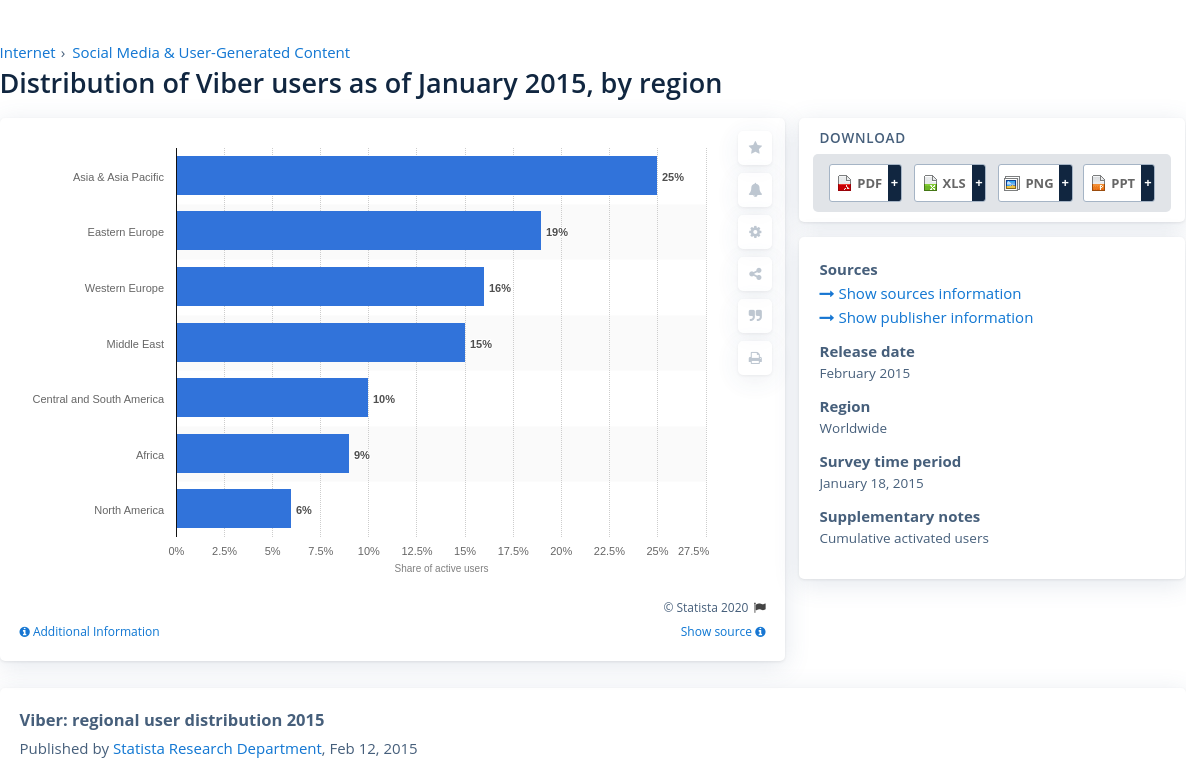 Internet › Social Media & User-Generated Content
Distribution of Viber users as of January 2015, by region
Asia & Asia Pacific 25%
Eastern Europe 19%
Western Europe 16%
Middle East 15%
Central and South America 10%
Africa 9%
North America 6%
0% 2.5% 5% 7.5% 10% 12.5% 15% 17.5% 20% 22.5% 25% 27.5%
Share of active users
© Statista 2020
Additional Information Show source
DOWNLOAD
PDF + XLS + PNG + PPT +
Sources
Show sources information
Show publisher information
Release date
February 2015
Region
Worldwide
Survey time period
January 18, 2015
Supplementary notes
Cumulative activated users
Viber: regional user distribution 2015
Published by Statista Research Department, Feb 12, 2015